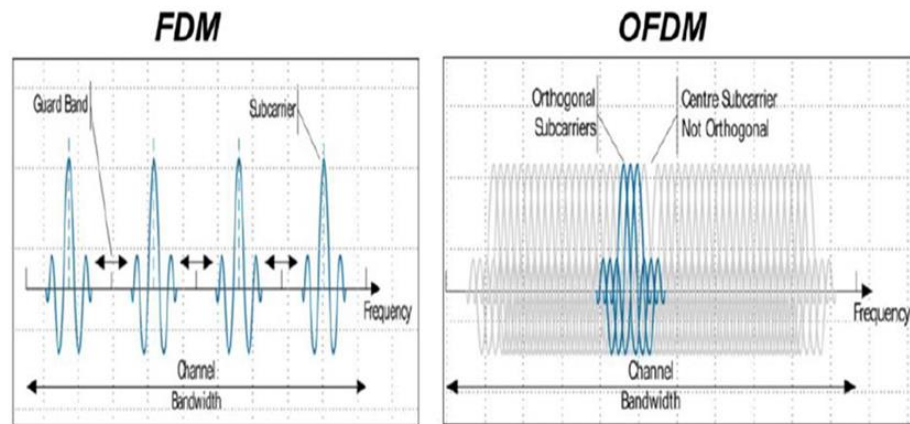 FDM
Guard Band
Subcarrier
Frequency
Channel
Bandwidth
OFDM
Orthogonal
Subcarriers
Centre Subcarrier
Not Orthogonal
Frequency
Channel
Bandwidth